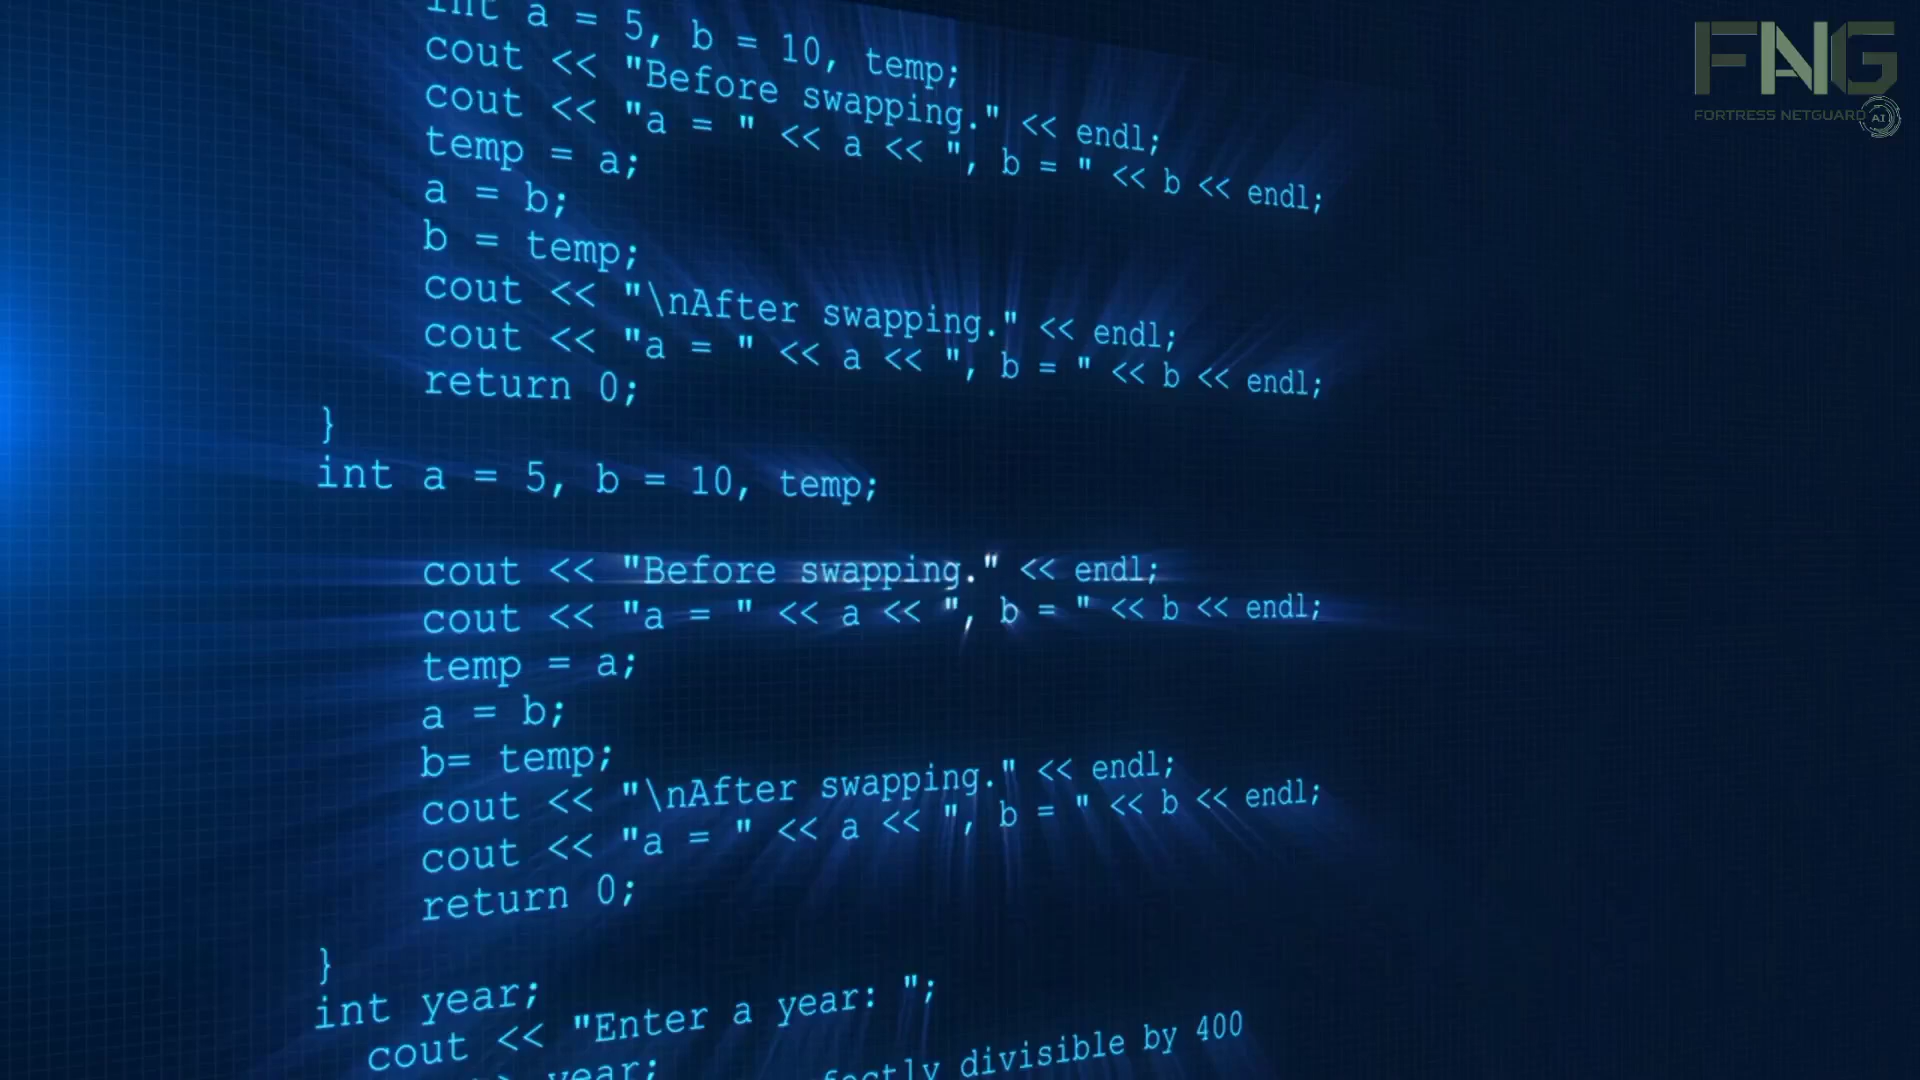 int a = 5, b = 10, temp;
cout << "Before swapping." << endl;
cout << "a = " << a << ", b = " << b << endl;
temp = a;
a = b;
b = temp;
cout << "\nAfter swapping." << endl;
cout << "a = " << a << ", b = " << b << endl;
return 0;
}
int a = 5, b = 10, temp;
cout << "Before swapping." << endl;
cout << "a = " << a << ", b = " << b << endl;
temp = a;
a = b;
b= temp;
cout << "\nAfter swapping." << endl;
cout << "a = " << a << ", b = " << b << endl;
return 0;
}
int year;
cout << "Enter a year: ";
year;
divisible by 400
FNG
FORTRESS NETGUARD
AI